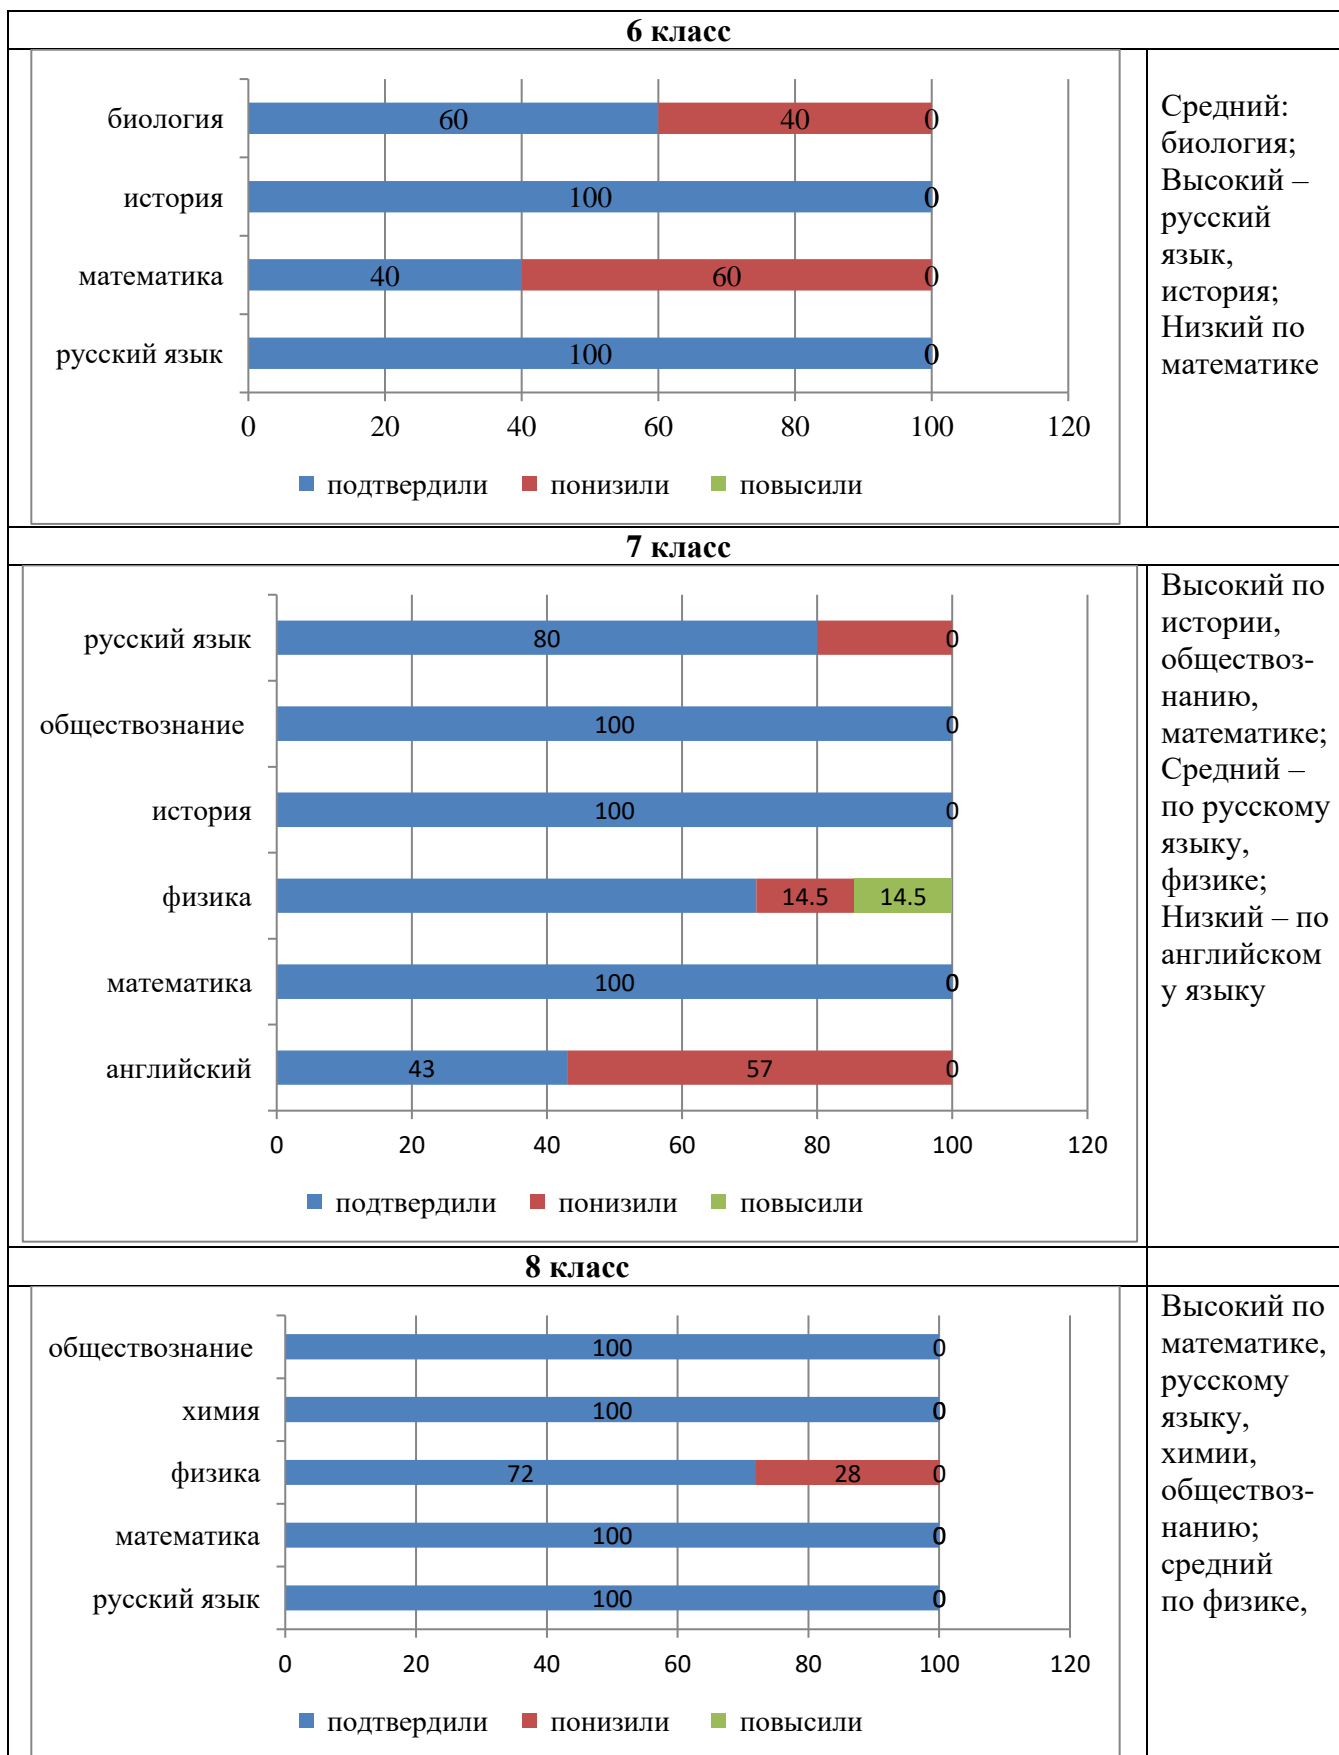 6 класс
биология
60
40
0
история
100
0
математика
40
60
0
русский язык
100
0
0 20 40 60 80 100 120
подтвердили понизили повысили
Средний:
биология;
Высокий –
русский
язык,
история;
Низкий по
математике
7 класс
русский язык
80
0
обществознание
100
0
история
100
0
физика
14.5
14.5
математика
100
0
английский
43
57
0
0 20 40 60 80 100 120
подтвердили понизили повысили
Высокий по
истории,
обществоз-
нанию,
математике;
Средний –
по русскому
языку,
физике;
Низкий – по
английском
у языку
8 класс
обществознание
100
0
химия
100
0
физика
72
28
0
математика
100
0
русский язык
100
0
0 20 40 60 80 100 120
подтвердили понизили повысили
Высокий по
математике,
русскому
языку,
химии,
обществоз-
нанию;
средний
по физике,